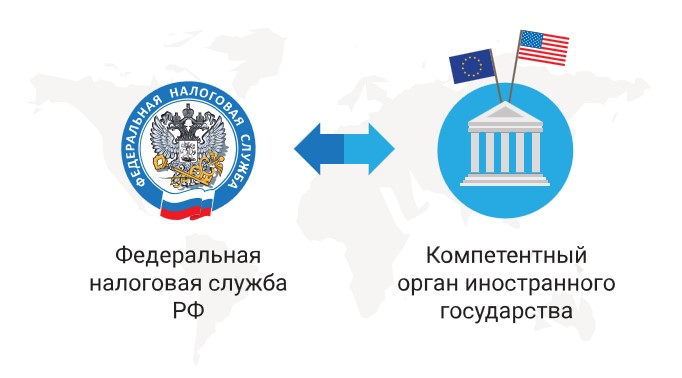 ФЕДЕРАЛЬНАЯ НАЛОГОВАЯ СЛУЖБА
Федеральная
налоговая служба
РФ
Компетентный
орган иностранного
государства